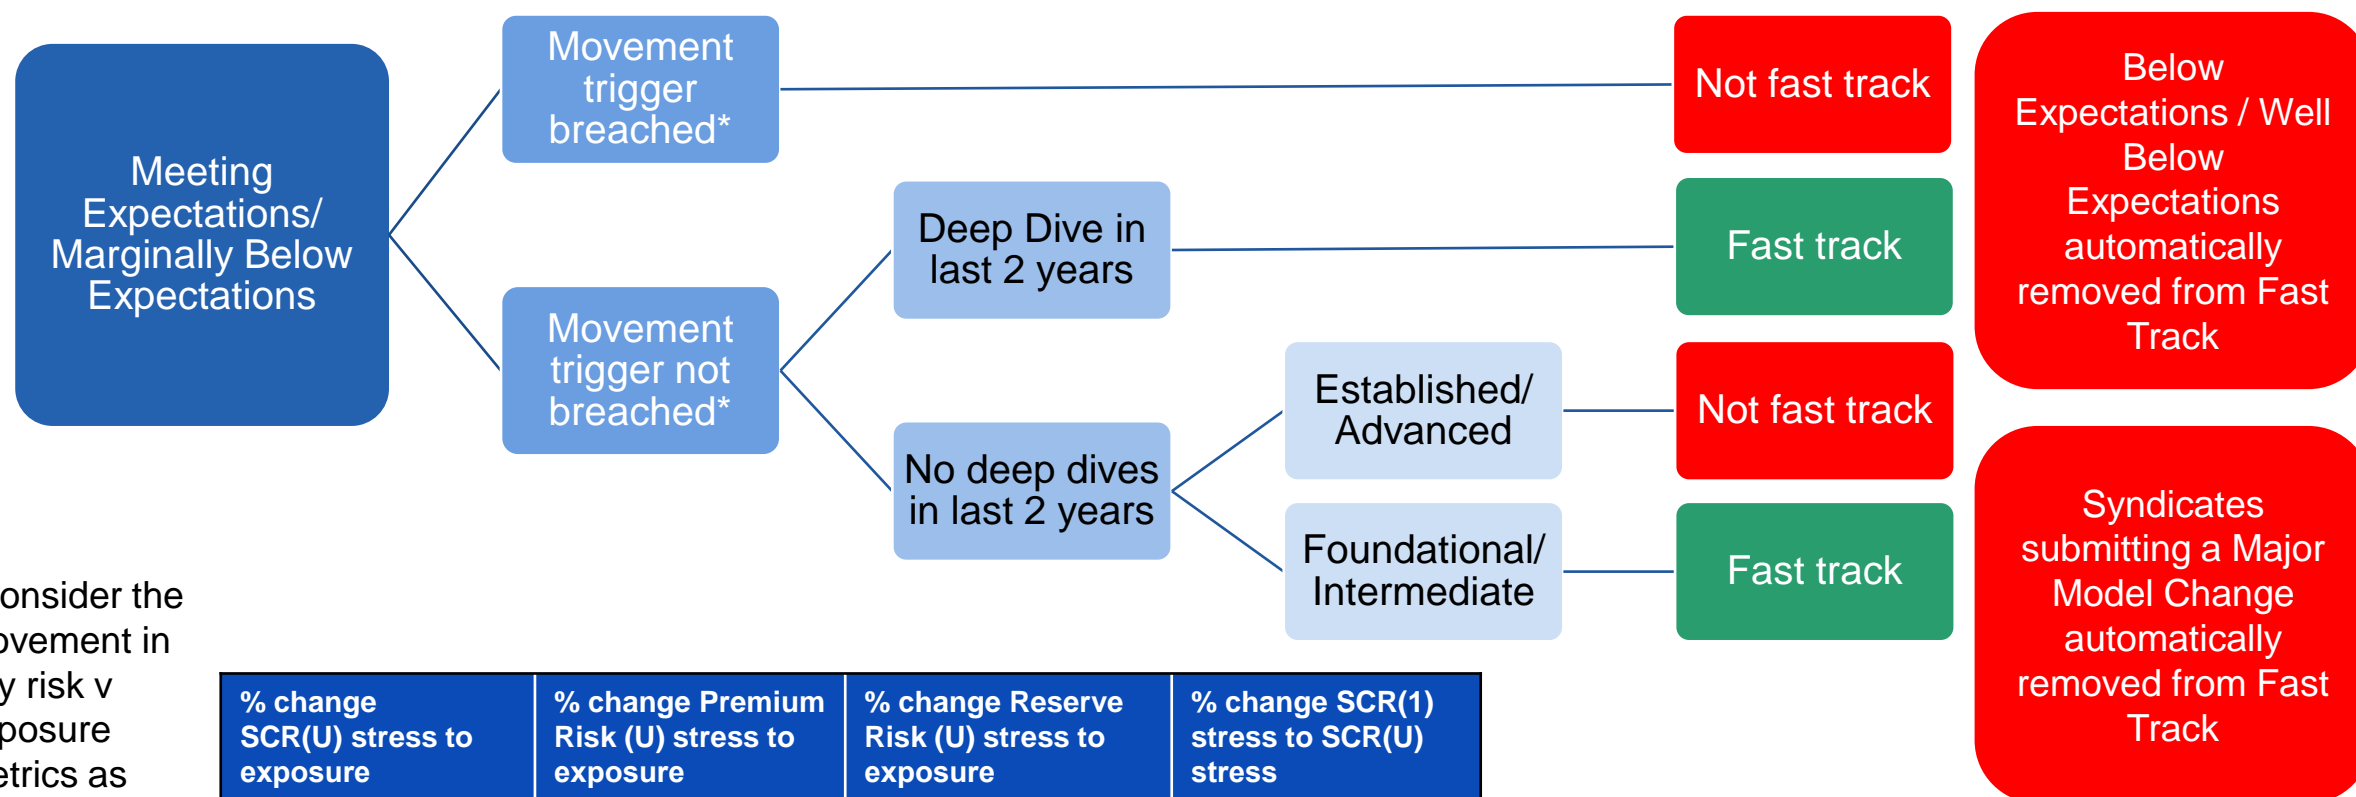 Meeting
Expectations/
Marginally Below
Expectations
Movement
trigger
breached*
Movement
trigger not
breached*
Deep Dive in
last 2 years
No deep dives
in last 2 years
Established/
Advanced
Foundational/
Intermediate
Not fast track
Fast track
Not fast track
Fast track
Below
Expectations / Well
Below
Expectations
automatically
removed from Fast
Track
Syndicates
submitting a Major
Model Change
automatically
removed from Fast
Track
the
in
risk v
as
% change
SCR(U) stress to
exposure
% change Premium
Risk (U) stress to
exposure
% change Reserve
Risk (U) stress to
exposure
% change SCR(1)
stress to SCR(U)
stress